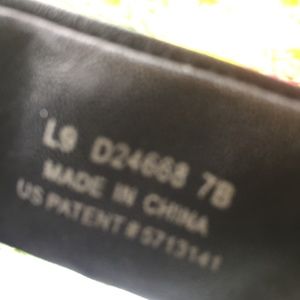 L9 D24668 7B
MADE IN CHINA
US PATENT # 5713141